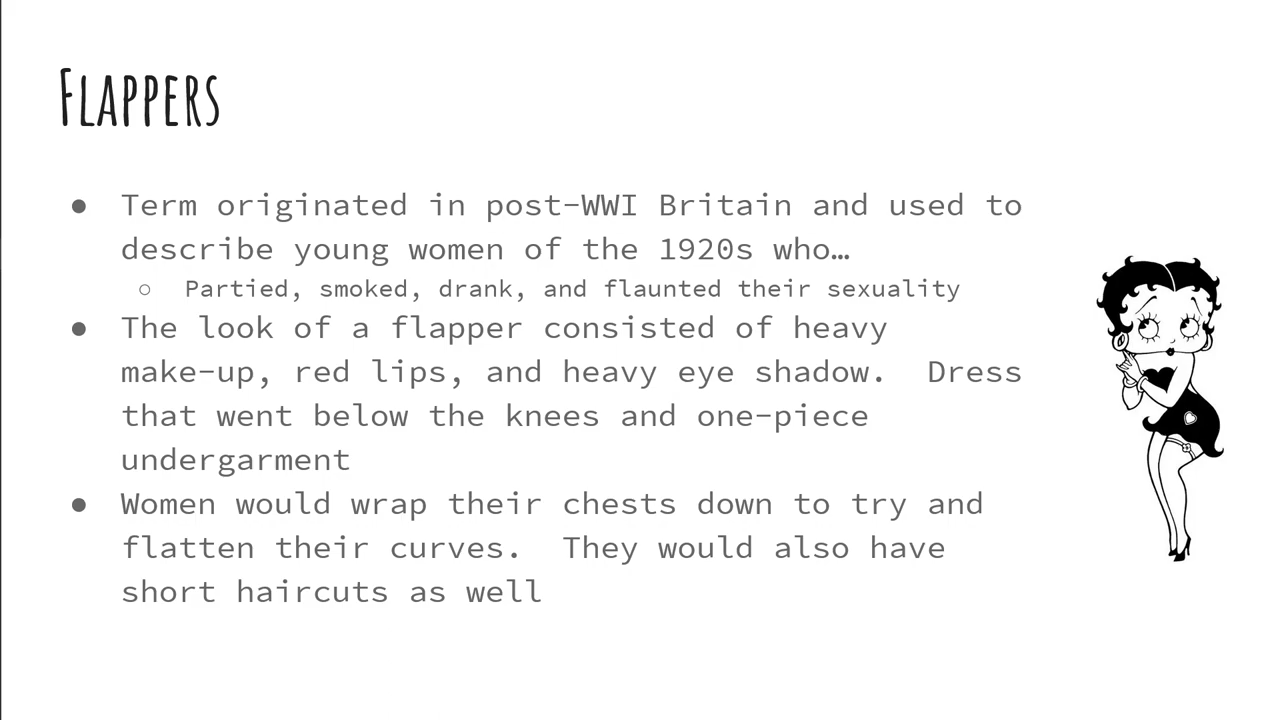 FLAPPERS
● Term originated in post-WWI Britain and used to
describe young women of the 1920s who…
○ Partied, smoked, drank, and flaunted their sexuality
● The look of a flapper consisted of heavy
make-up, red lips, and heavy eye shadow.  Dress
that went below the knees and one-piece
undergarment
● Women would wrap their chests down to try and
flatten their curves.  They would also have
short haircuts as well